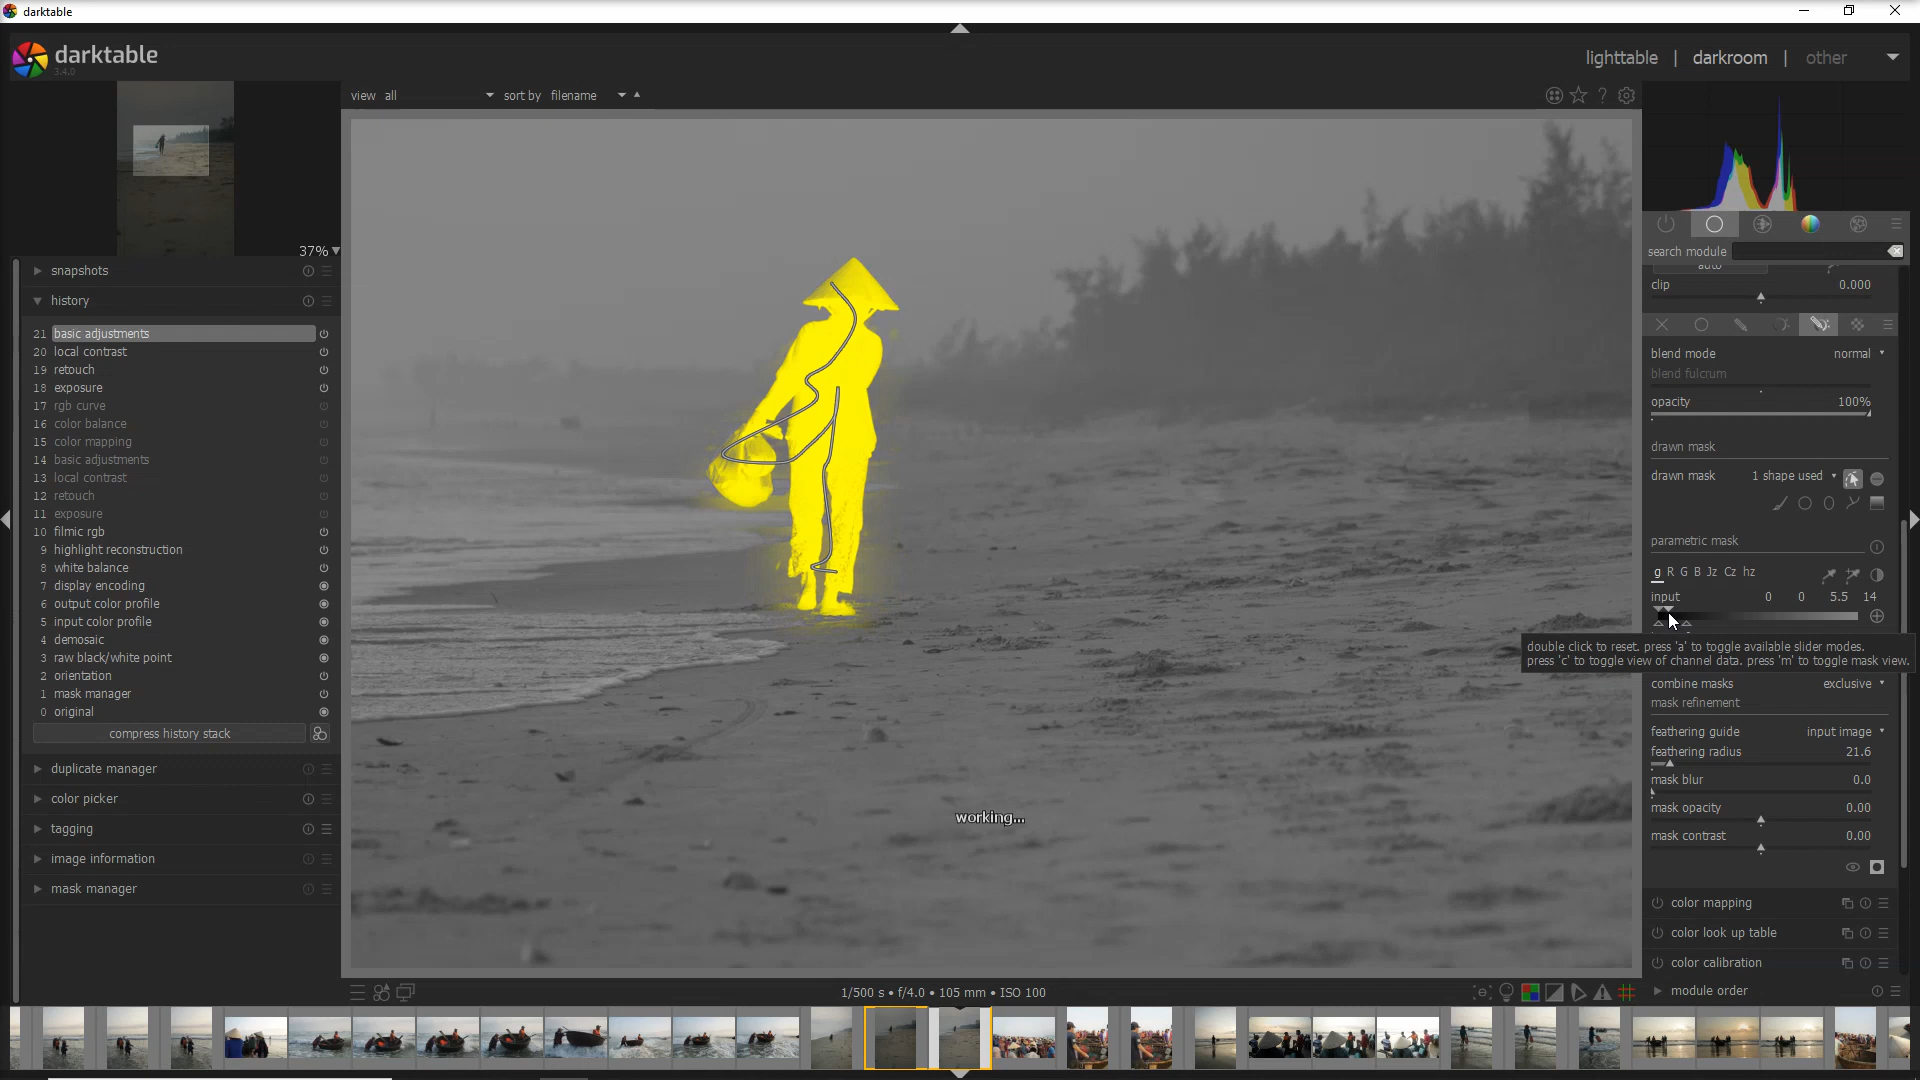 darktable
darktable
3.4.0
lighttable | darkroom | other
view all sort by filename
37%
snapshots
history
21 basic adjustments
20 local contrast
19 retouch
18 exposure
17 rgb curve
16 color balance
15 color mapping
14 basic adjustments
13 local contrast
12 retouch
11 exposure
10 filmic rgb
9 highlight reconstruction
8 white balance
7 display encoding
6 output color profile
5 input color profile
4 demosaic
3 raw black/white point
2 orientation
1 mask manager
0 original
compress history stack
duplicate manager
color picker
tagging
image information
mask manager
working...
1/500 s • f/4.0 • 105 mm • ISO 100
search module
auto
clip 0.000
blend mode normal
blend fulcrum
opacity 100%
drawn mask
drawn mask 1 shape used
parametric mask
g R G B Jz Cz hz
input 0 0 5.5 14
double click to reset. press 'a' to toggle available slider modes.
press 'c' to toggle view of channel data. press 'm' to toggle mask view.
combine masks exclusive
mask refinement
feathering guide input image
feathering radius 21.6
mask blur 0.0
mask opacity 0.00
mask contrast 0.00
color mapping
color look up table
color calibration
module order